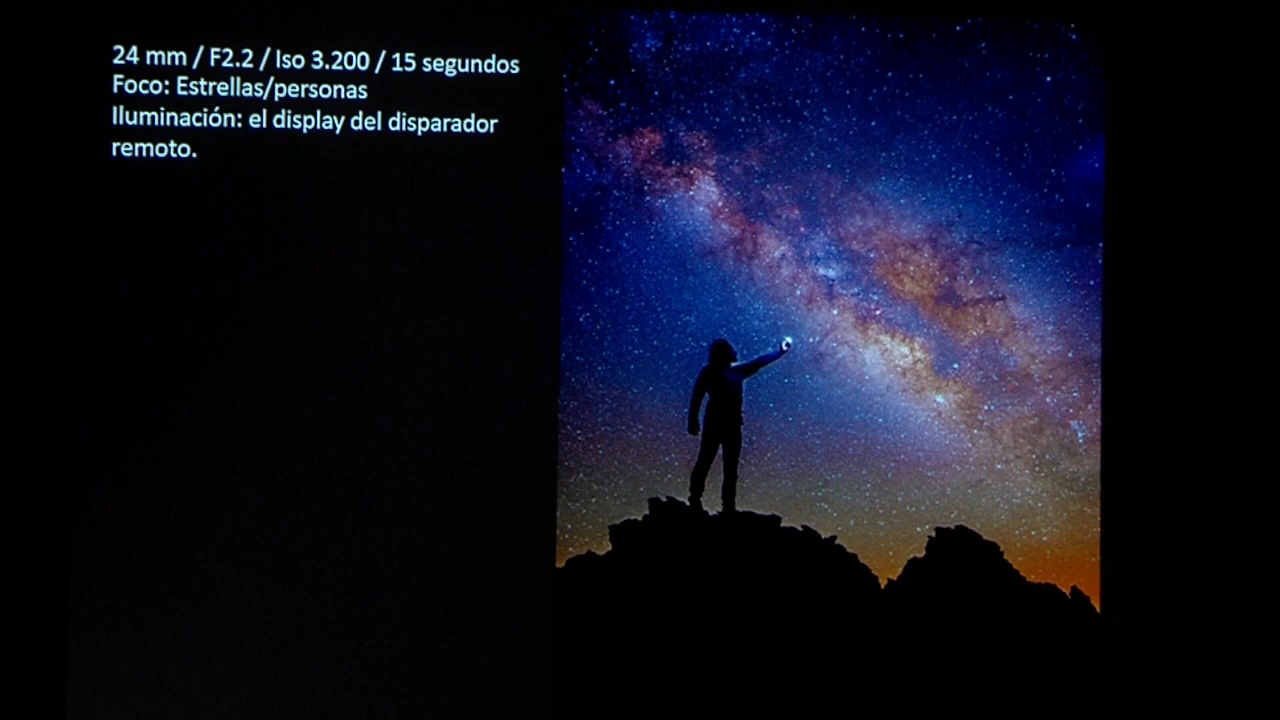 24 mm / F2.2 / Iso 3.200 / 15 segundos
Foco: Estrellas/personas
Iluminación: el display del disparador
remoto.